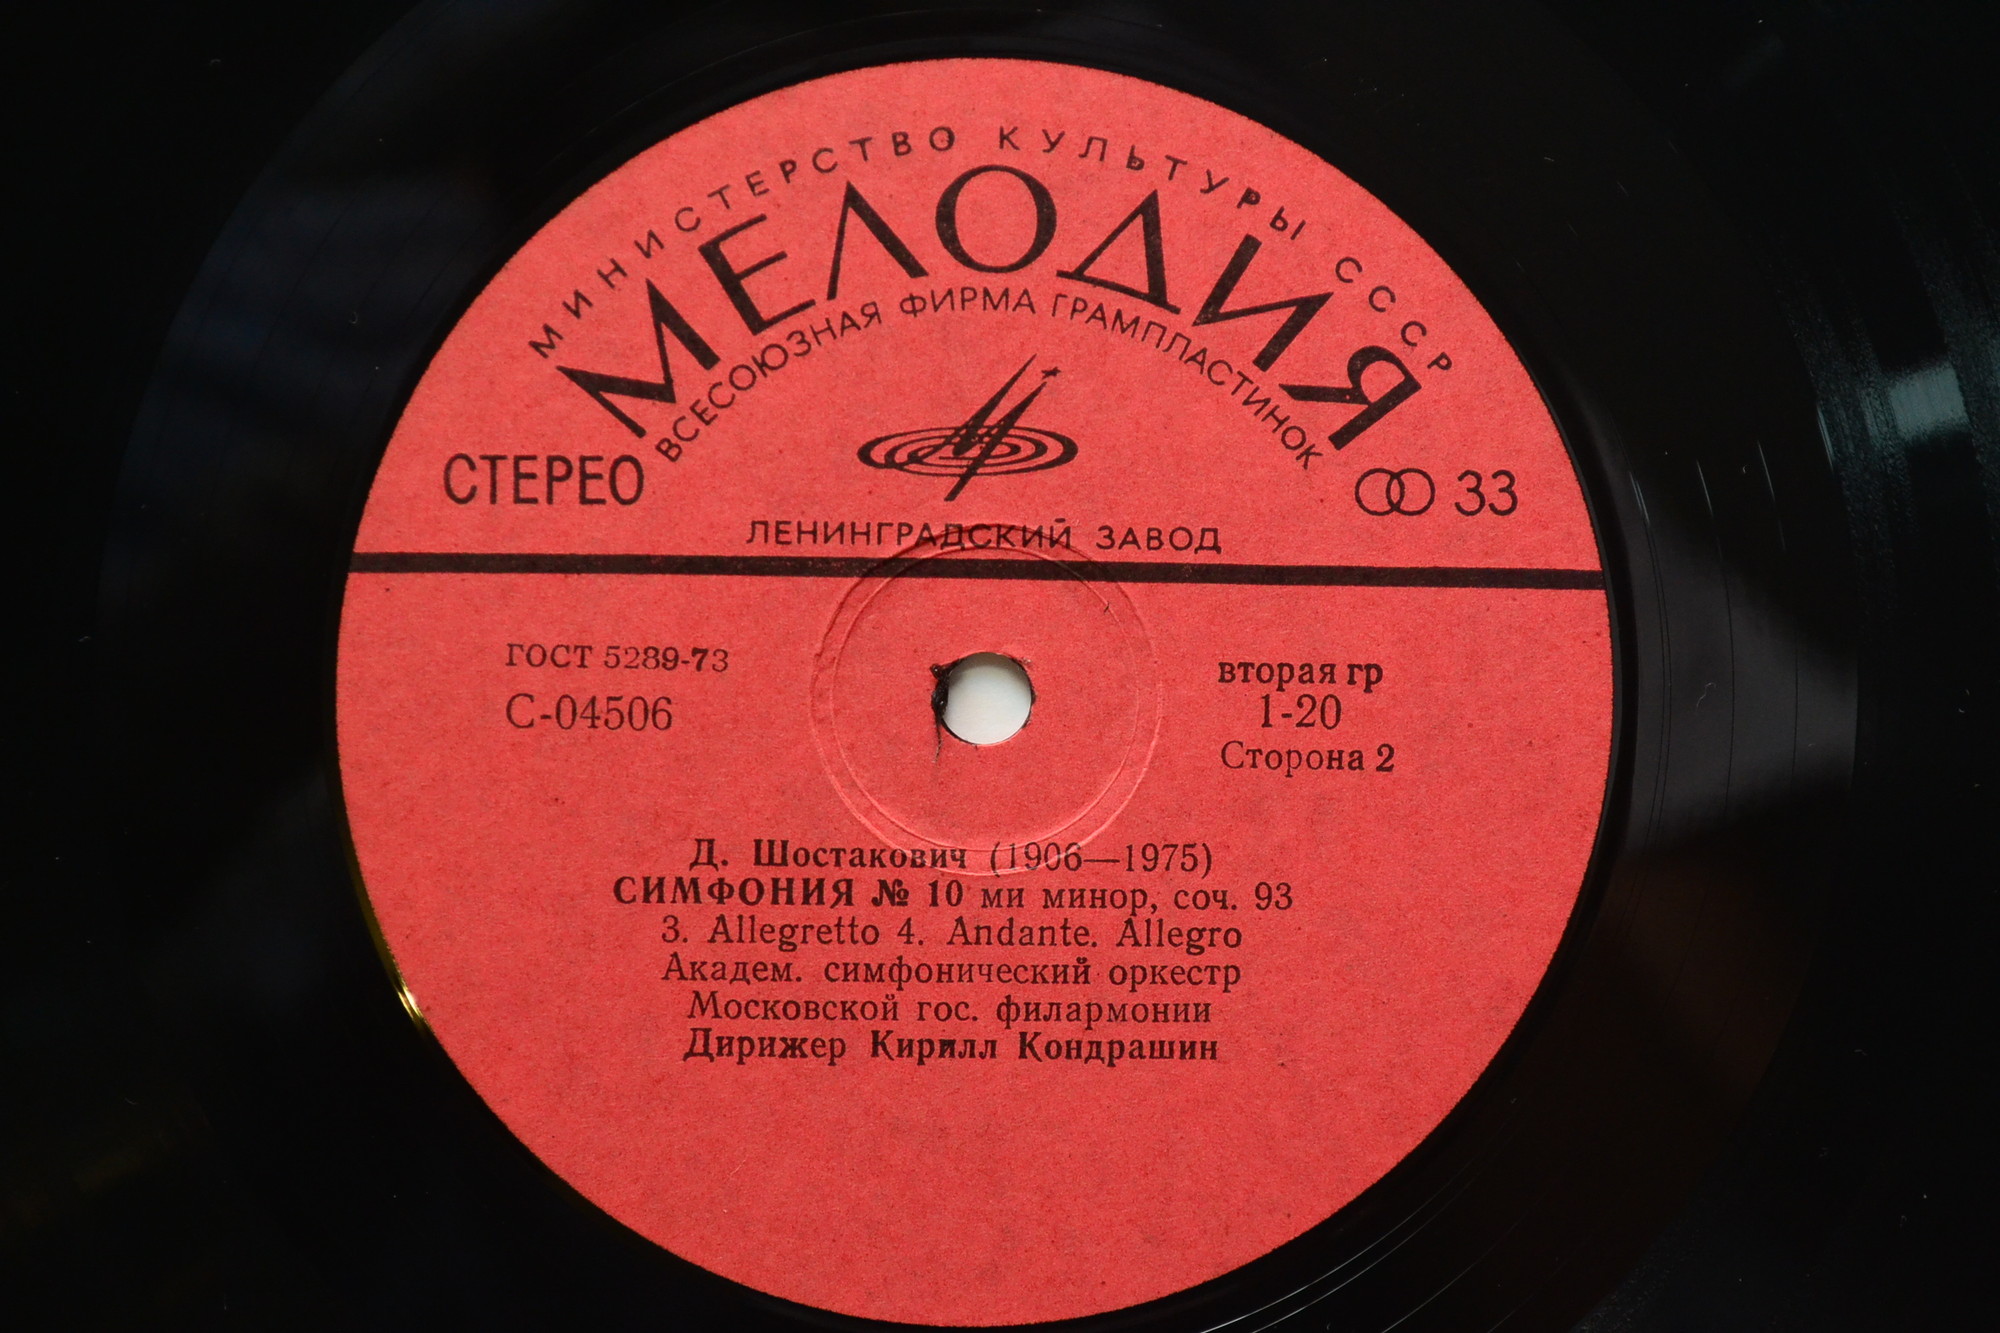 МИНИСТЕРСТВО КУЛЬТУРЫ СССР
МЕЛОДИЯ
ВСЕСОЮЗНАЯ ФИРМА ГРАМПЛАСТИНОК
СТЕРЕО
33
ЛЕНИНГРАДСКИЙ ЗАВОД
ГОСТ 5289-73
С-04506
вторая гр
1-20
Сторона 2
Д. Шостакович (1906—1975)
СИМФОНИЯ № 10 ми минор, соч. 93
3. Allegretto 4. Andante. Allegro
Академ. симфонический оркестр
Московской гос. филармонии
Дирижер Кирилл Кондрашин